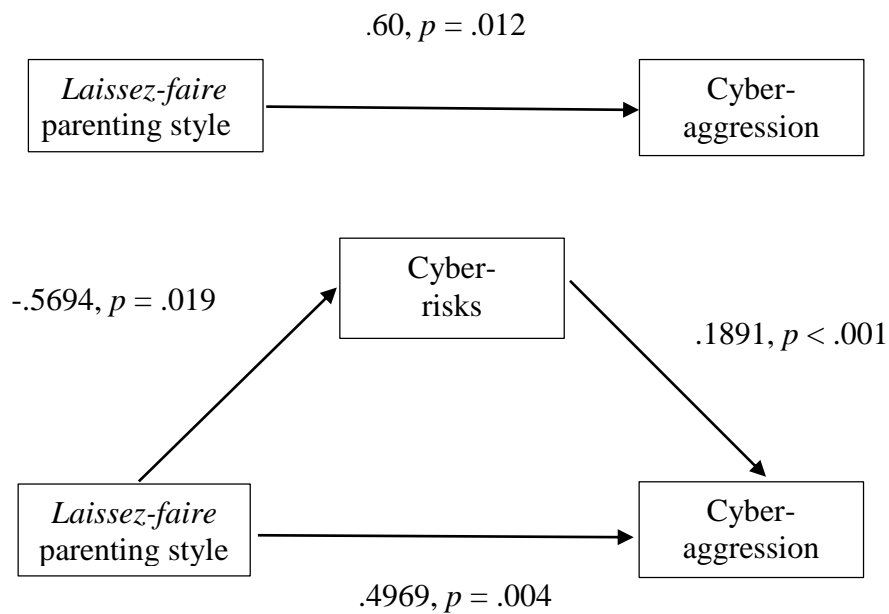 .60, p = .012
Laissez-faire
parenting style
Cyber-
aggression
Cyber-
risks
-.5694, p = .019
.1891, p < .001
Laissez-faire
parenting style
Cyber-
aggression
.4969, p = .004